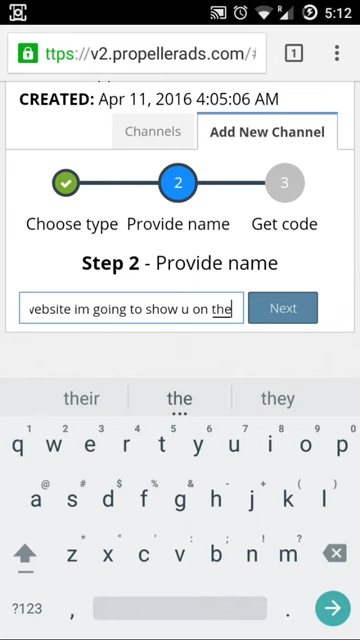 5:12
ttps://v2.propellerads.com/#
1
CREATED: Apr 11, 2016 4:05:06 AM
Channels
Add New Channel
2
3
Choose type
Provide name
Get code
Step 2 - Provide name
website im going to show u on the
Next
their
the
they
1 2 3 4 5 6 7 8 9 0
q w e r t y u i o p
@ # $ % & - + ( )
a s d f g h j k l
* " ' : ; ! ?
z x c v b n m
?123 , .